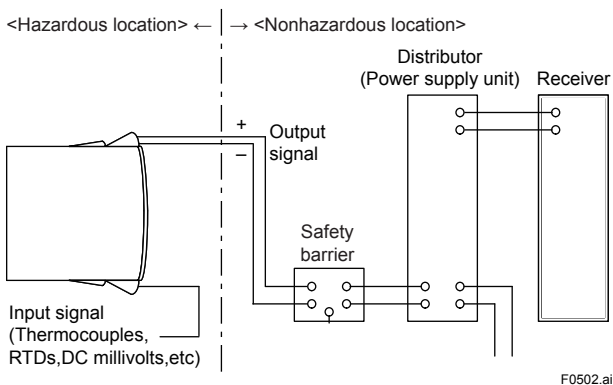 <Hazardous location> ← → <Nonhazardous location>
Distributor
(Power supply unit) Receiver
+
Output
signal
–
Safety
barrier
Input signal
(Thermocouples,
RTDs,DC millivolts,etc)
F0502.ai